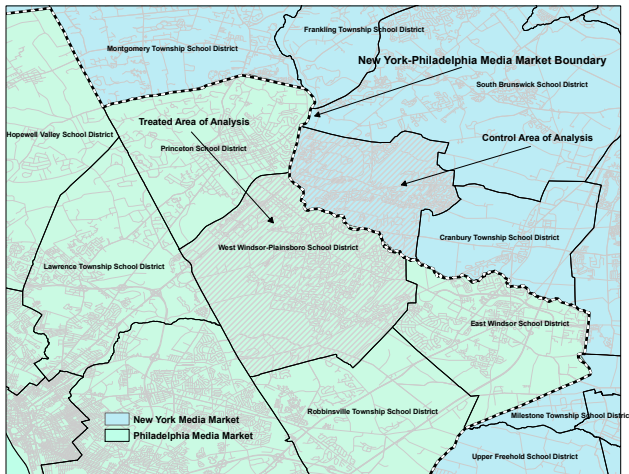 Montgomery Township School District
Frankling Township School District
New York-Philadelphia Media Market Boundary
South Brunswick School District
Hopewell Valley School District
Treated Area of Analysis
Princeton School District
Control Area of Analysis
West Windsor-Plainsboro School District
Cranbury Township School District
Lawrence Township School District
East Windsor School District
Robbinsville Township School District
Milestone Township School District
New York Media Market
Philadelphia Media Market
Upper Freehold School District